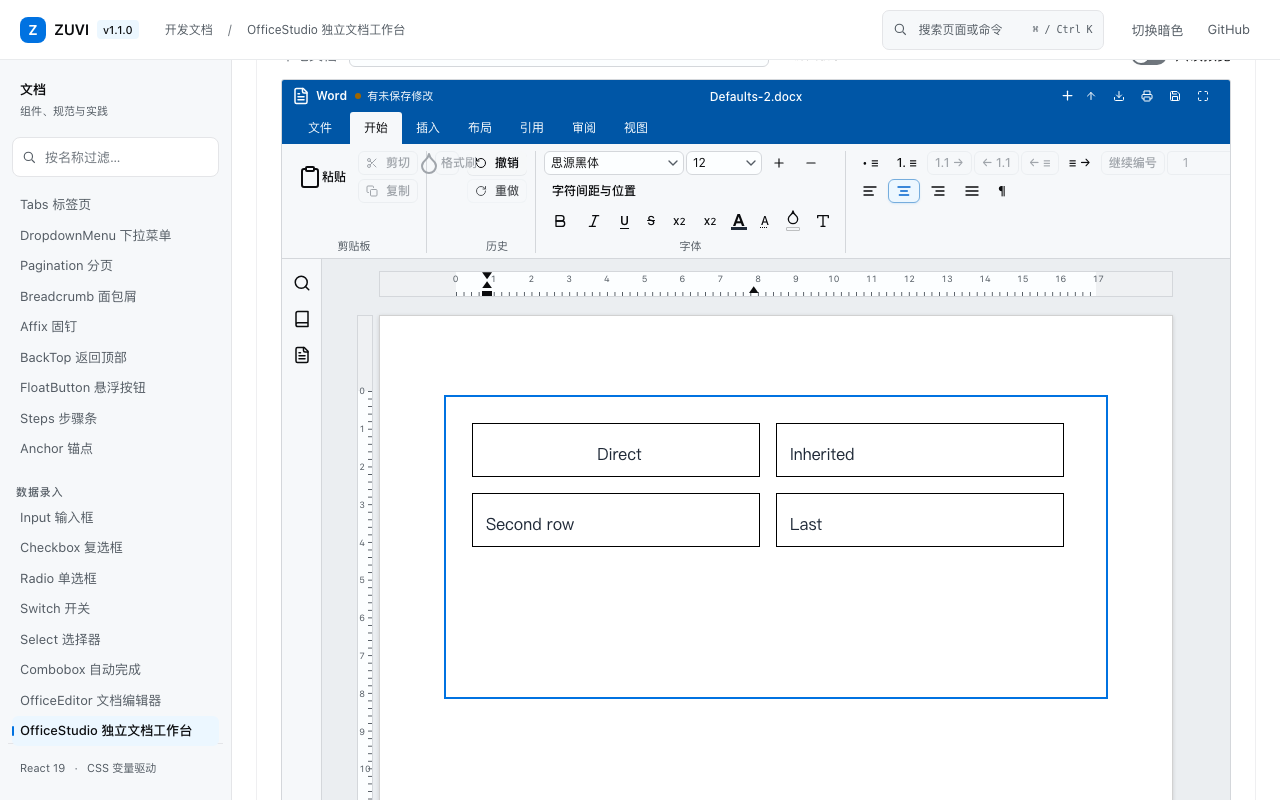 Z ZUVI v1.1.0 开发文档 / OfficeStudio 独立文档工作台 搜索页面或命令 ⌘ / Ctrl K 切换暗色 GitHub
文档
组件、规范与实践
按名称过滤...
Tabs 标签页
DropdownMenu 下拉菜单
Pagination 分页
Breadcrumb 面包屑
Affix 固钉
BackTop 返回顶部
FloatButton 悬浮按钮
Steps 步骤条
Anchor 锚点
数据录入
Input 输入框
Checkbox 复选框
Radio 单选框
Switch 开关
Select 选择器
Combobox 自动完成
OfficeEditor 文档编辑器
OfficeStudio 独立文档工作台
React 19 · CSS 变量驱动
Word 有未保存修改 Defaults-2.docx
文件 开始 插入 布局 引用 审阅 视图
粘贴 剪切 格式刷 撤销 思源黑体 12 + − 1. 1.1 → ← 1.1 继续编号 1
复制 重做 字符间距与位置
B I U S x2 x2 A A T
剪贴板 历史 字体
0 1 2 3 4 5 6 7 8 9 10 11 12 13 14 15 16 17
0
1
2
3
4
5
6
7
8
9
10
Direct Inherited
Second row Last